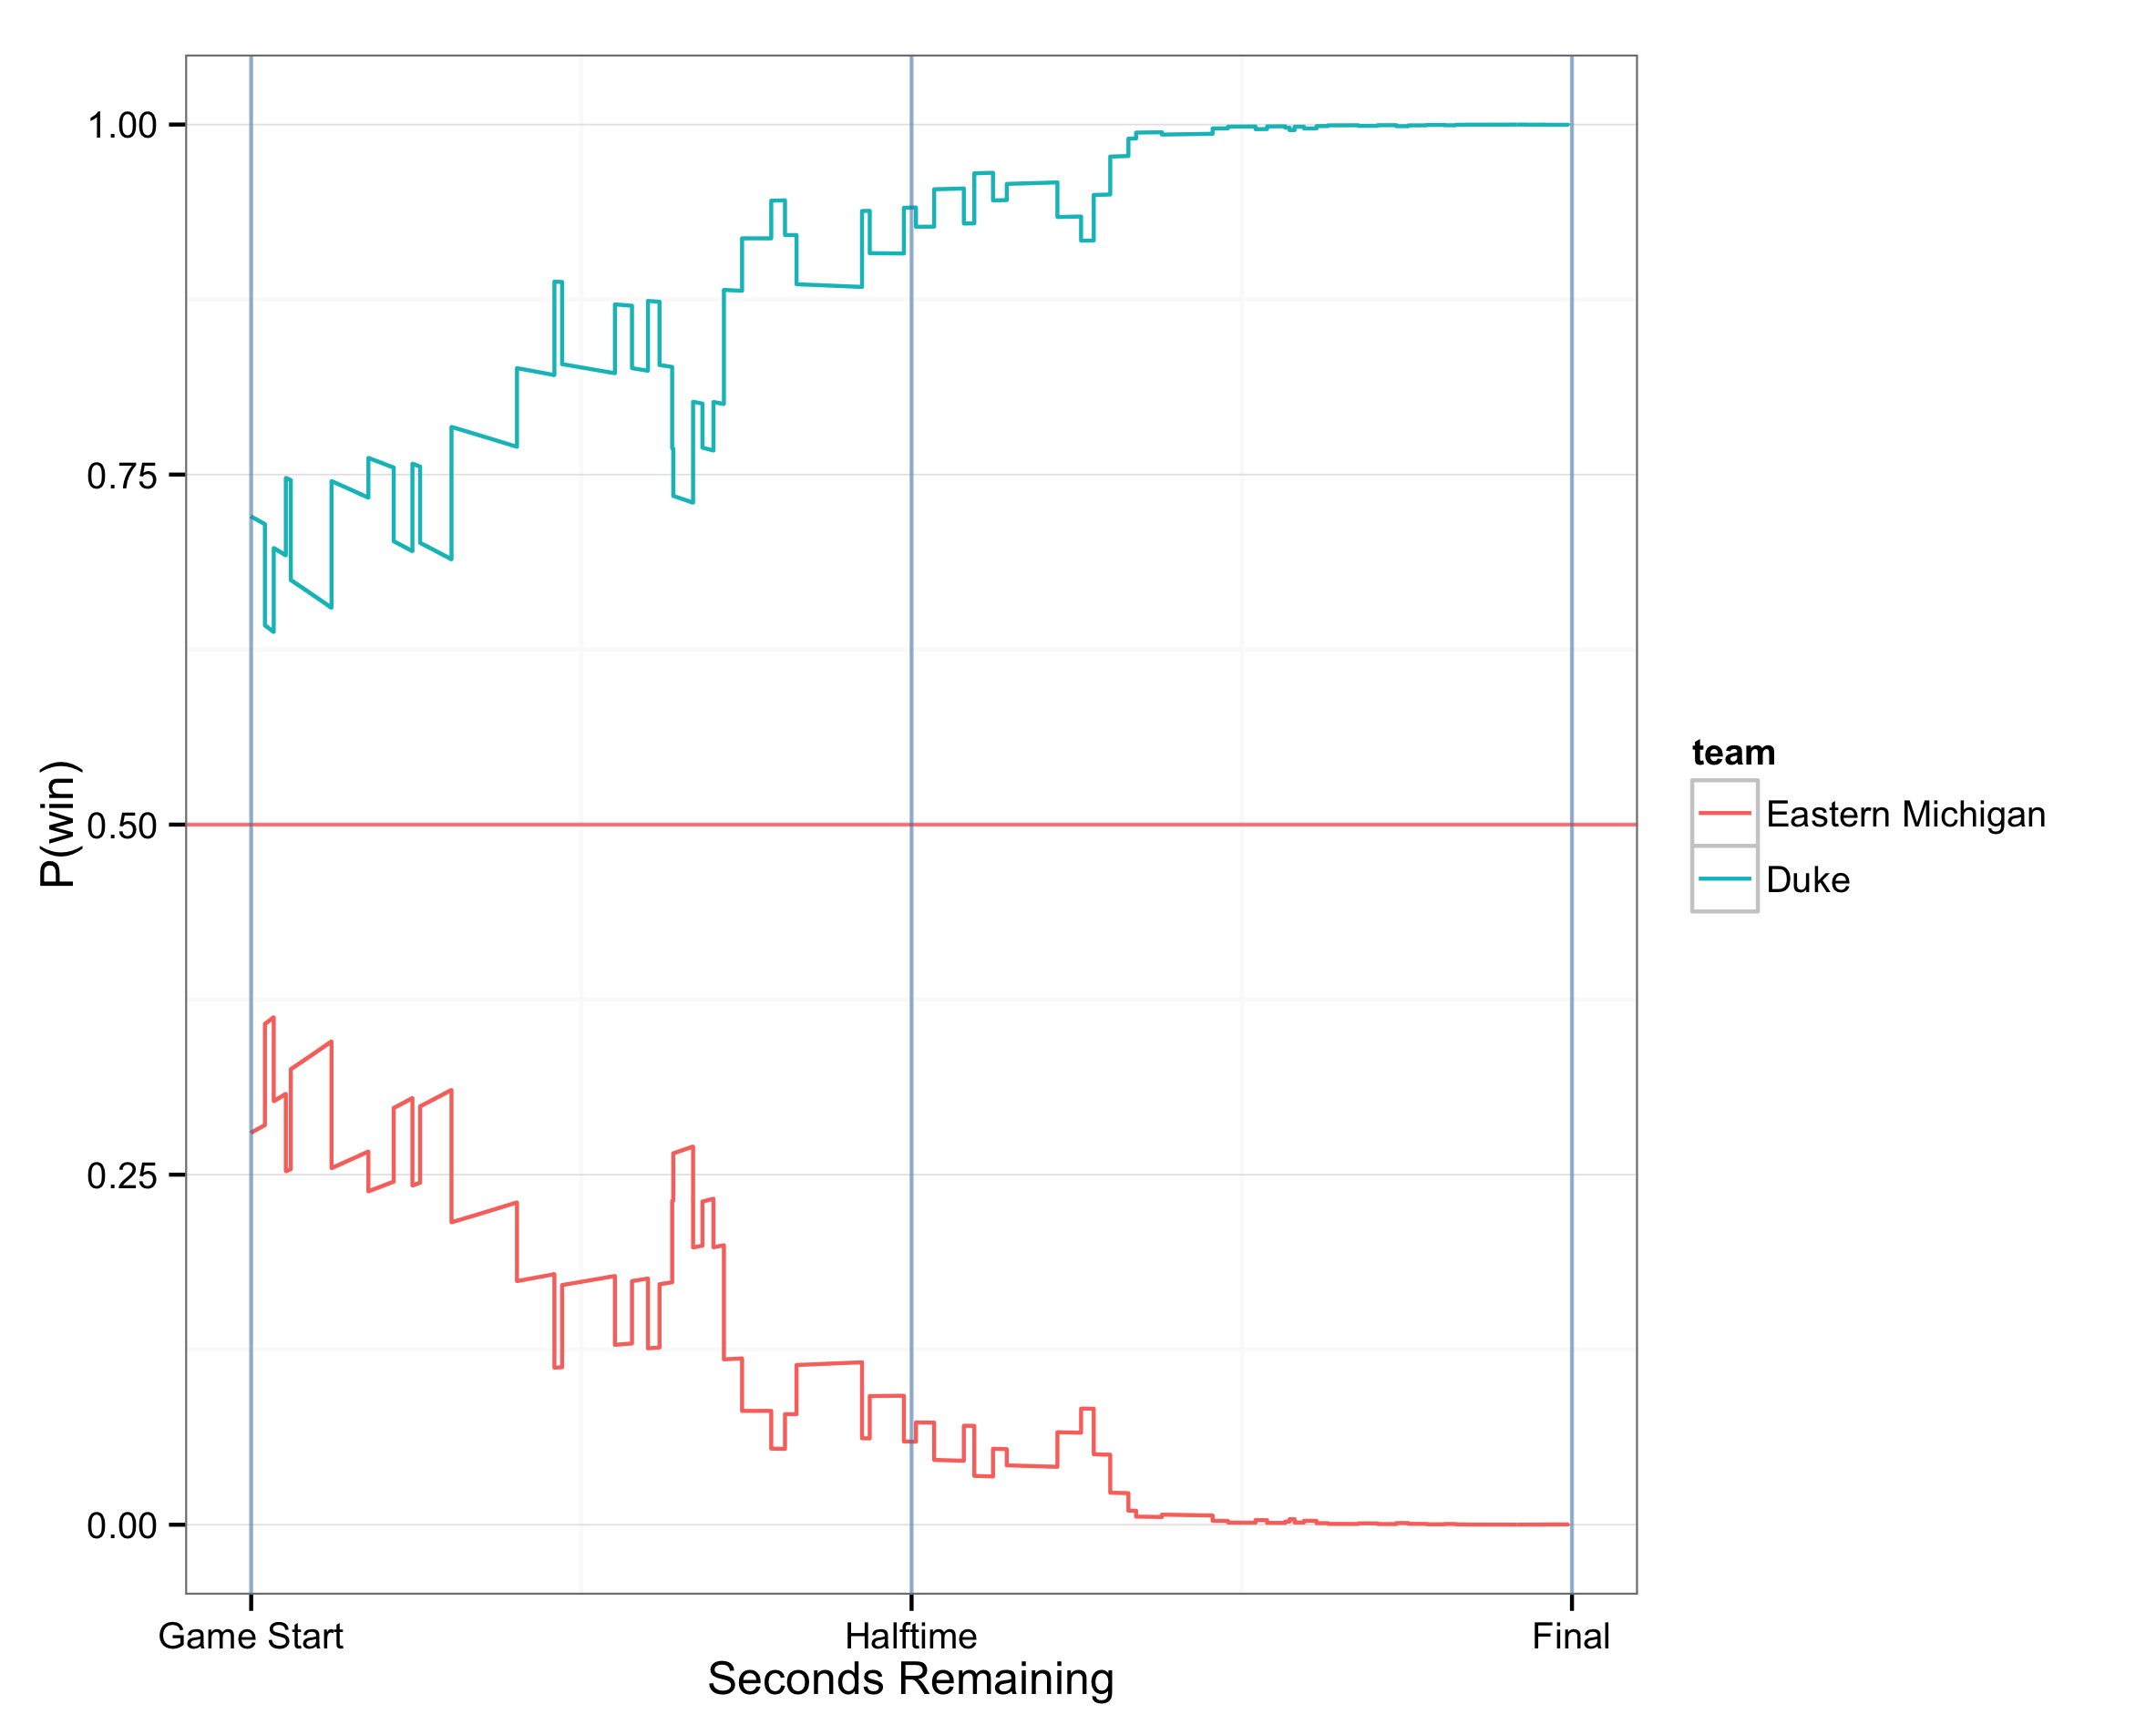 1.00
0.75
0.50
0.25
0.00
P(win)
Game Start
Halftime
Final
Seconds Remaining
team
Eastern Michigan
Duke